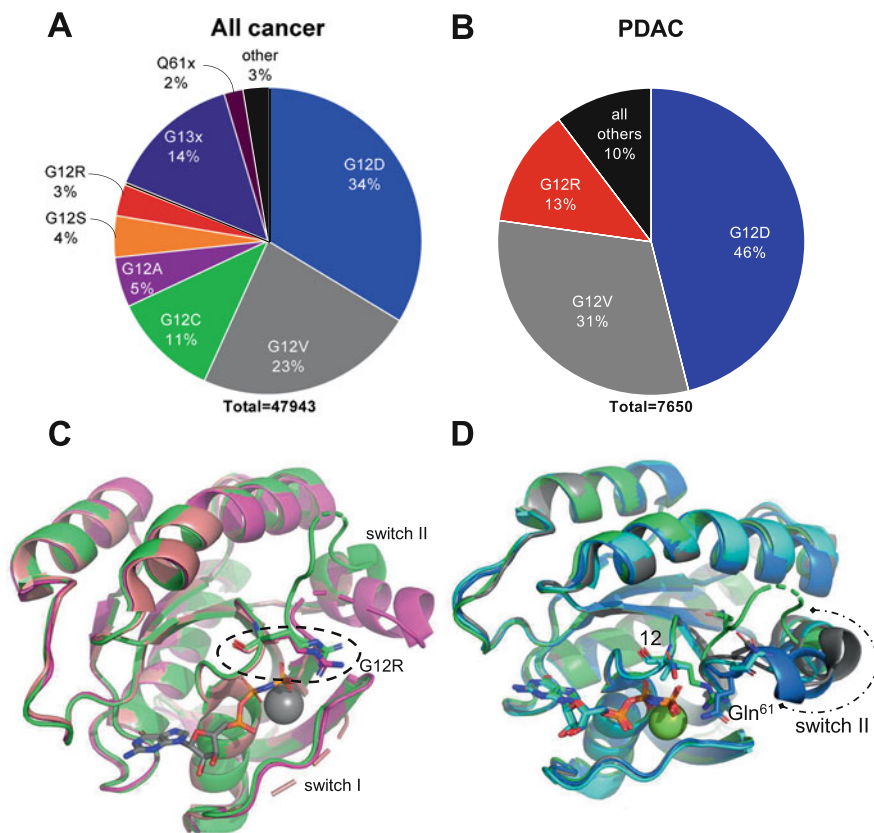 A
All cancer
Q61x
2%
other
3%
G13x
14%
G12D
34%
G12R
3%
G12S
4%
G12A
5%
G12C
11%
G12V
23%
Total=47943
B
PDAC
all
others
10%
G12R
13%
G12D
46%
G12V
31%
Total=7650
C
switch II
G12R
switch I
D
12
Gln61
switch II